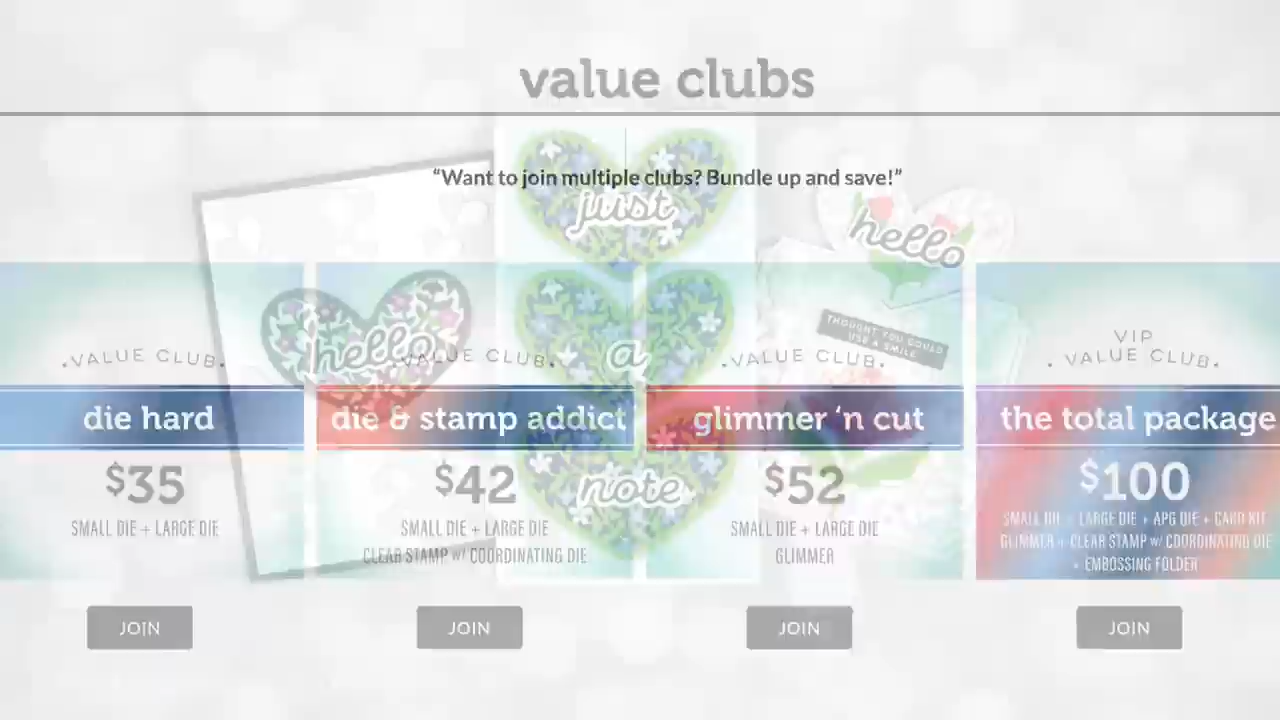 value clubs
“Want to join multiple clubs? Bundle up and save!”
just
hello
a
note
hello
THOUGHT YOU COULD
USE A SMILE
•VALUE CLUB•
die hard
$35
SMALL DIE + LARGE DIE
JOIN
•VALUE CLUB•
die & stamp addict
$42
SMALL DIE + LARGE DIE
CLEAR STAMP w/ COORDINATING DIE
JOIN
•VALUE CLUB•
glimmer ‘n cut
$52
SMALL DIE + LARGE DIE
GLIMMER
JOIN
VIP
•VALUE CLUB•
the total package
$100
SMALL DIE + LARGE DIE + APG DIE + CARD KIT
GLIMMER + CLEAR STAMP w/ COORDINATING DIE
+ EMBOSSING FOLDER
JOIN